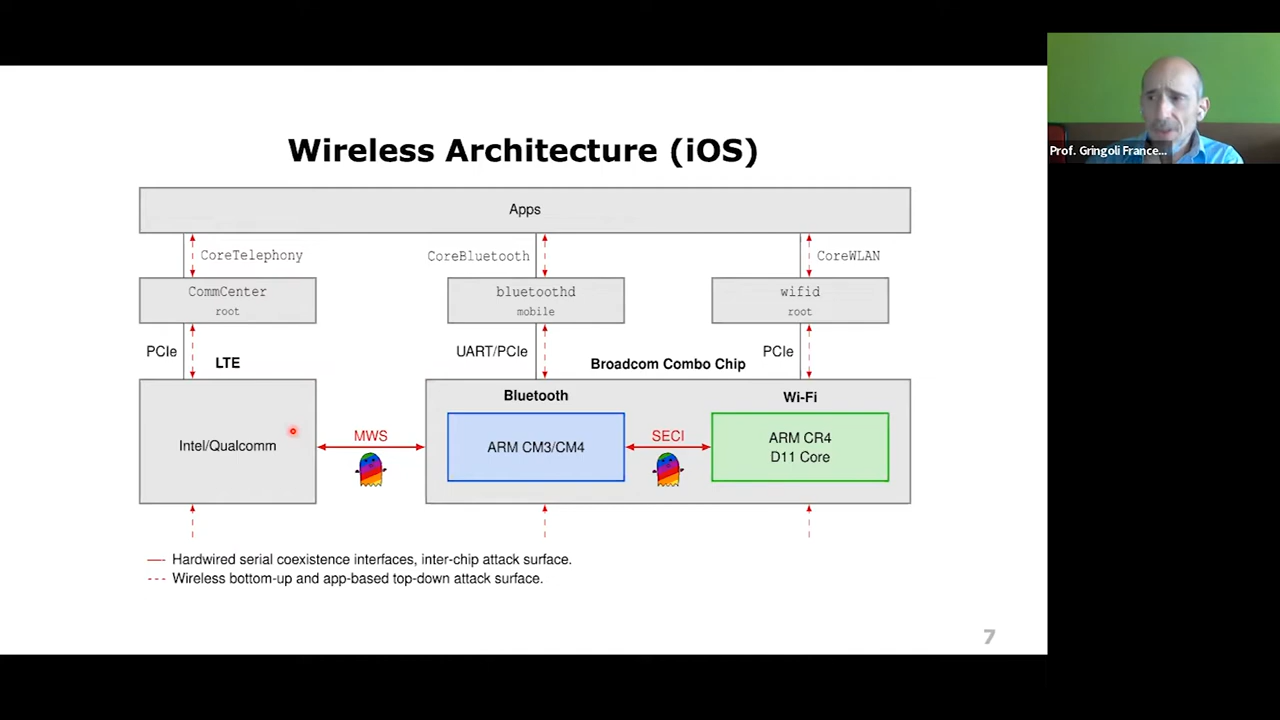 Wireless Architecture (iOS)
Prof. Gringoli France...
Apps
CoreTelephony
CoreBluetooth
CoreWLAN
CommCenter
root
bluetoothd
mobile
wifid
root
PCIe
LTE
UART/PCIe
Broadcom Combo Chip
PCIe
Bluetooth
Wi-Fi
Intel/Qualcomm
MWS
ARM CM3/CM4
SECI
ARM CR4
D11 Core
Hardwired serial coexistence interfaces, inter-chip attack surface.
Wireless bottom-up and app-based top-down attack surface.
7